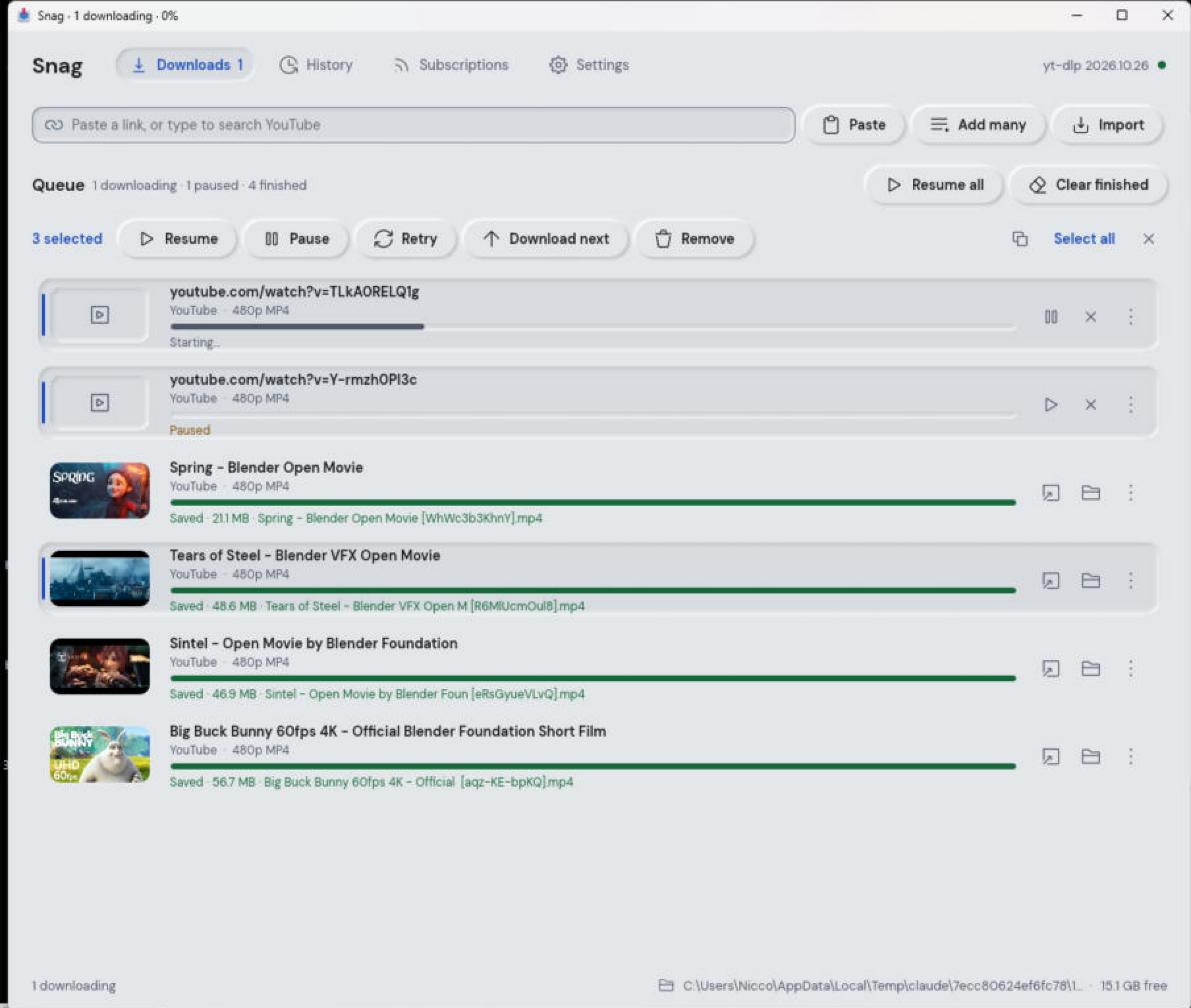 Snag · 1 downloading · 0%
Snag Downloads 1 History Subscriptions Settings yt-dlp 2026.10.26
Paste a link, or type to search YouTube Paste Add many Import
Queue 1 downloading · 1 paused · 4 finished Resume all Clear finished
3 selected Resume Pause Retry Download next Remove Select all
youtube.com/watch?v=TLkA0RELQ1g
YouTube · 480p MP4
Starting…
youtube.com/watch?v=Y-rmzh0PI3c
YouTube · 480p MP4
Paused
SPRING
Spring - Blender Open Movie
YouTube · 480p MP4
Saved · 21.1 MB · Spring - Blender Open Movie [WhWc3b3KhnY].mp4
Tears of Steel - Blender VFX Open Movie
YouTube · 480p MP4
Saved · 48.6 MB · Tears of Steel - Blender VFX Open M [R6MlUcmOul8].mp4
Sintel - Open Movie by Blender Foundation
YouTube · 480p MP4
Saved · 46.9 MB · Sintel - Open Movie by Blender Foun [eRsGyueVLvQ].mp4
Big Buck
BUNNY
UHD
60fps
Big Buck Bunny 60fps 4K - Official Blender Foundation Short Film
YouTube · 480p MP4
Saved · 56.7 MB · Big Buck Bunny 60fps 4K - Official [aqz-KE-bpKQ].mp4
1 downloading C:\Users\Nicco\AppData\Local\Temp\claude\7ecc80624ef6fc78\1… · 15.1 GB free